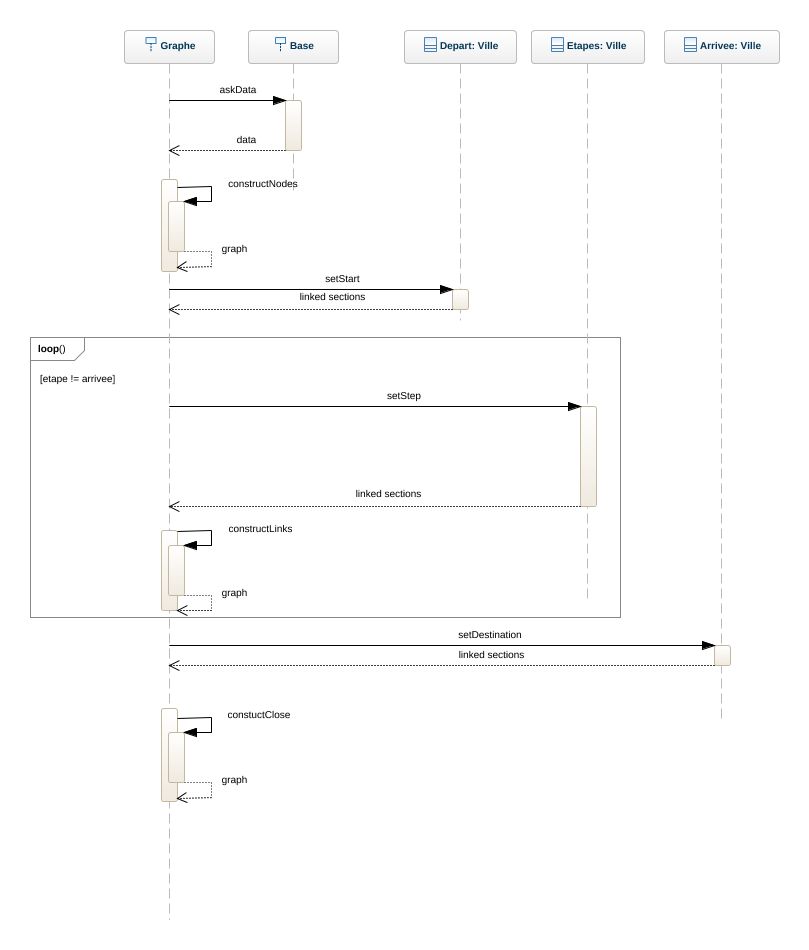 Graphe
Base
Depart: Ville
Etapes: Ville
Arrivee: Ville
askData
data
constructNodes
graph
setStart
linked sections
loop()
[etape != arrivee]
setStep
linked sections
constructLinks
graph
setDestination
linked sections
constuctClose
graph